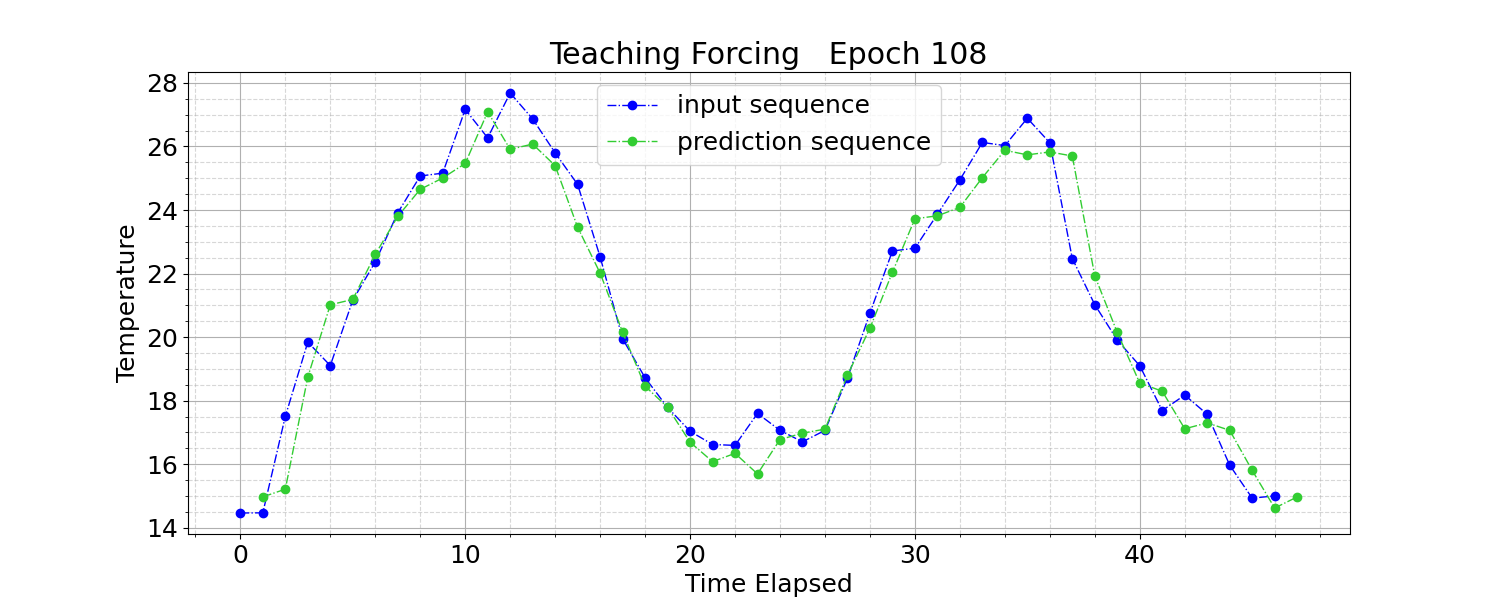 Teaching Forcing   Epoch 108
28
26
24
22
20
18
16
14
Temperature
input sequence
prediction sequence
0 10 20 30 40
Time Elapsed